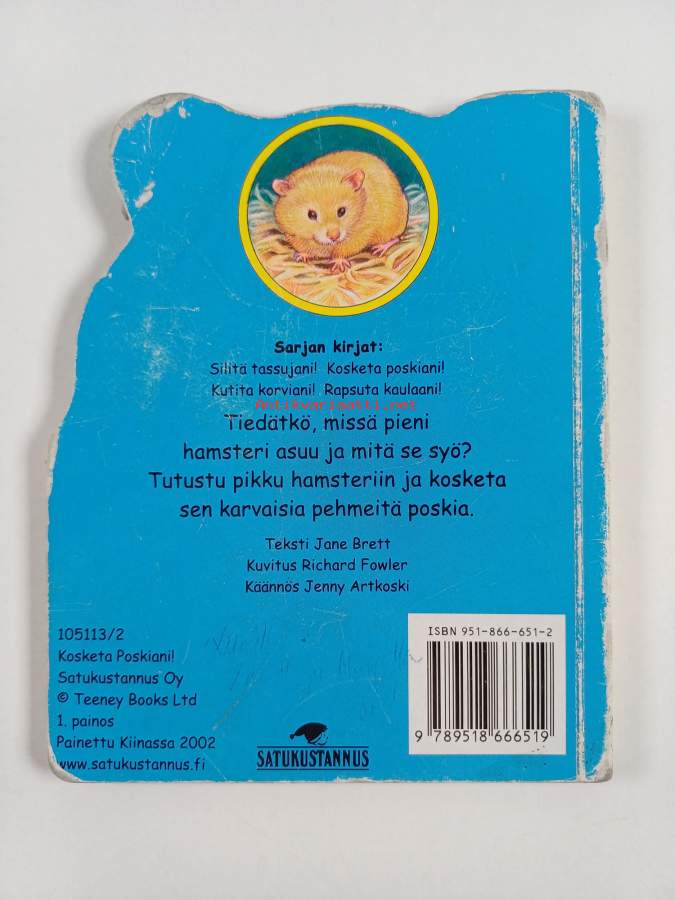 Sarjan kirjat:
Silitä tassujani! Kosketa poskiani!
Kutita korviani! Rapsuta kaulaani!
Antikvariaatti.net
Tiedätkö, missä pieni
hamsteri asuu ja mitä se syö?
Tutustu pikku hamsteriin ja kosketa
sen karvaisia pehmeitä poskia.
Teksti Jane Brett
Kuvitus Richard Fowler
Käännös Jenny Artkoski
105113/2
Kosketa Poskiani!
Satukustannus Oy
© Teeney Books Ltd
1. painos
Painettu Kiinassa 2002
www.satukustannus.fi
SATUKUSTANNUS
ISBN 951-866-651-2
9 789518 666519